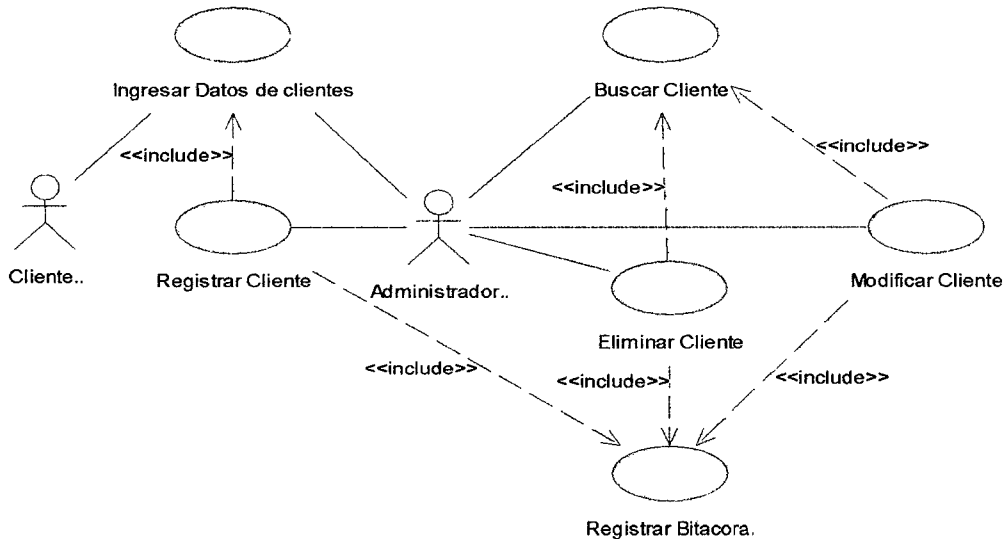 Ingresar Datos de clientes
Buscar Cliente
<<include>>
<<include>>
<<include>>
Cliente..
Registrar Cliente
Administrador..
Modificar Cliente
Eliminar Cliente
<<include>>
<<include>>
<<include>>
Registrar Bitacora.